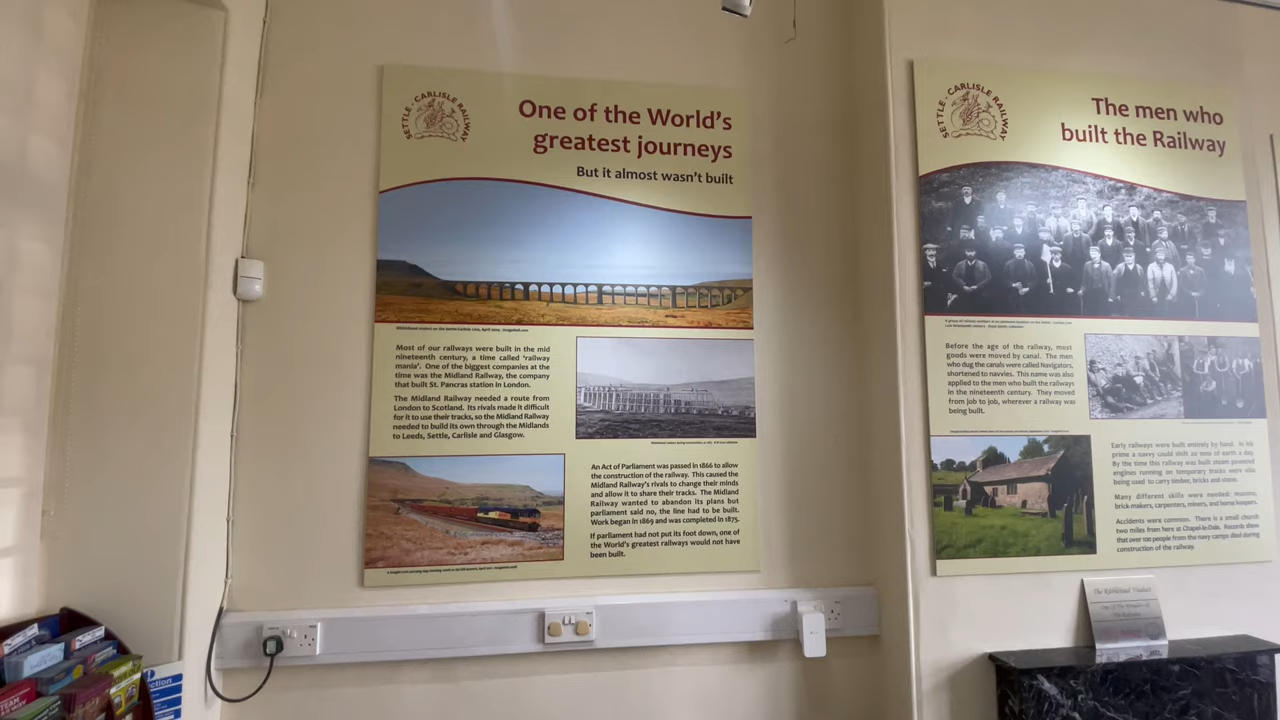 SETTLE - CARLISLE RAILWAY
One of the World's
greatest journeys
But it almost wasn't built
Most of our railways were built in the mid
nineteenth century, a time called 'railway
mania'. One of the biggest companies at
the time was the Midland Railway, the company
that built St. Pancras station in London.
The Midland Railway needed a route from
London to Scotland. Its rivals made it difficult
for it to use their tracks, so the Midland Railway
needed to build its own through the Midlands
to Leeds, Settle, Carlisle and Glasgow.
An Act of Parliament was passed in 1866 to allow
the construction of the railway. This caused the
Midland Railway's rivals to change their minds
and allow it to share their tracks. The Midland
Railway wanted to abandon its plans but
parliament said no, the line had to be built.
Work began in 1869 and was completed in 1875.
If parliament had not put its foot down, one of
the World's greatest railways would not have
been built.
SETTLE - CARLISLE RAILWAY
The men who
built the Railway
Before the age of the railway, most
goods were moved by canal. The men
who dug the canals were called Navigators,
shortened to navvies. This name was also
applied to the men who built the railways
in the nineteenth century. They moved
from job to job, wherever a railway was
being built.
Early railways were built entirely by hand. In his
prime a navvy could shift 20 tons of earth a day.
By the time this railway was built steam powered
engines running on temporary tracks were also
being used to carry timber, bricks and stone.
Many different skills were needed: masons,
brick-makers, carpenters, miners, and horse keepers.
Accidents were common. There is a small church
two miles from here at Chapel-le-Dale. Records show
that over 100 people from the navvy camps died during
construction of the railway.
The Ribblehead Viaduct